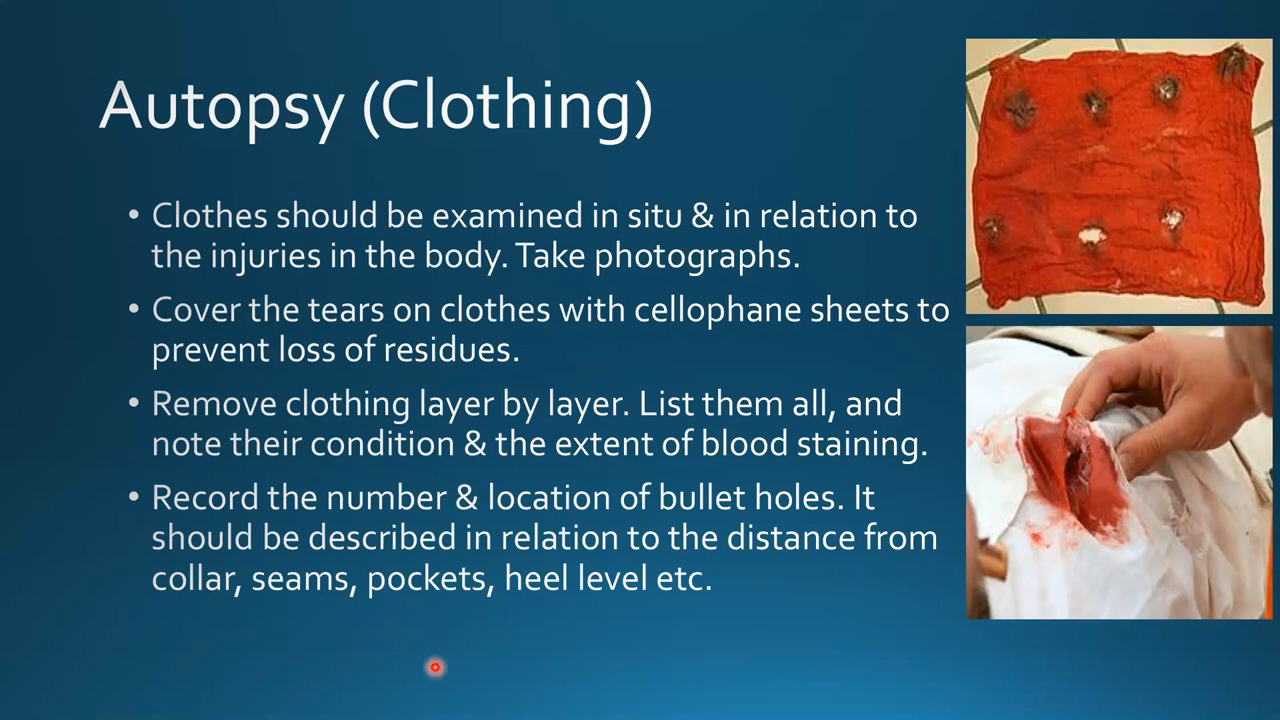 Autopsy (Clothing)
• Clothes should be examined in situ & in relation to
the injuries in the body. Take photographs.
• Cover the tears on clothes with cellophane sheets to
prevent loss of residues.
• Remove clothing layer by layer. List them all, and
note their condition & the extent of blood staining.
• Record the number & location of bullet holes. It
should be described in relation to the distance from
collar, seams, pockets, heel level etc.